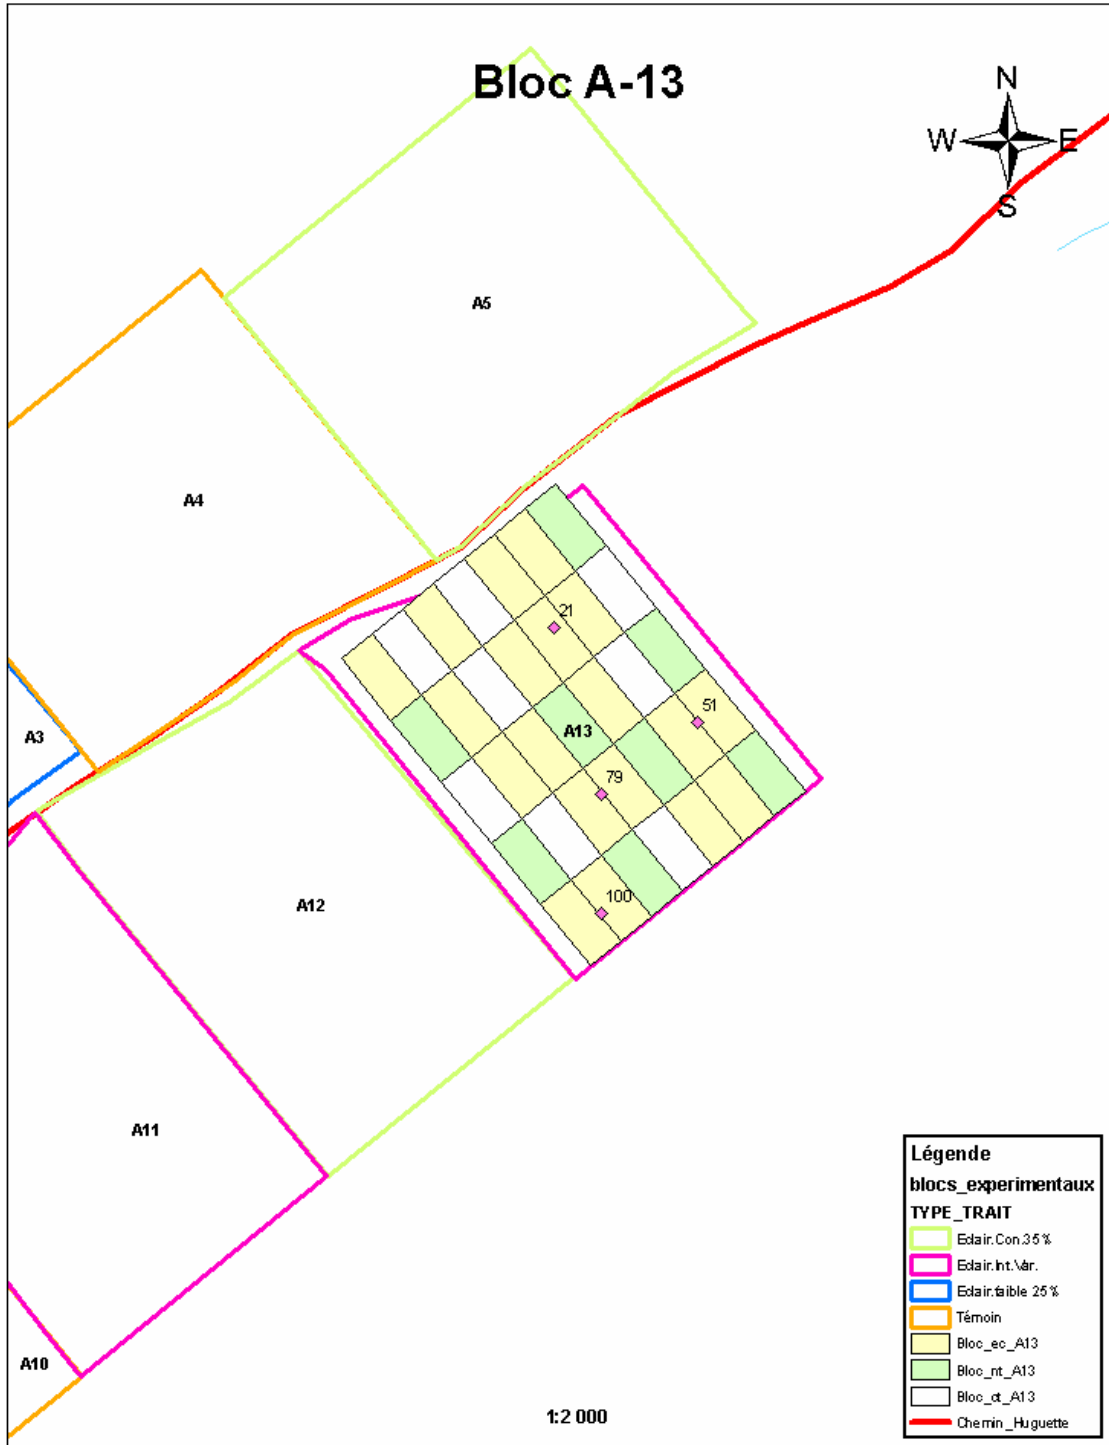 Bloc A-13
N
W
E
S
A5
A4
21
51
A13
A3
79
100
A12
A11
A10
1:2 000
Légende
blocs_experimentaux
TYPE_TRAIT
Eclair.Con.35 %
Eclair.Int.Var.
Eclair.faible 25 %
Témoin
Bloc_ec_A13
Bloc_nt_A13
Bloc_ct_A13
Chemin_Huguette